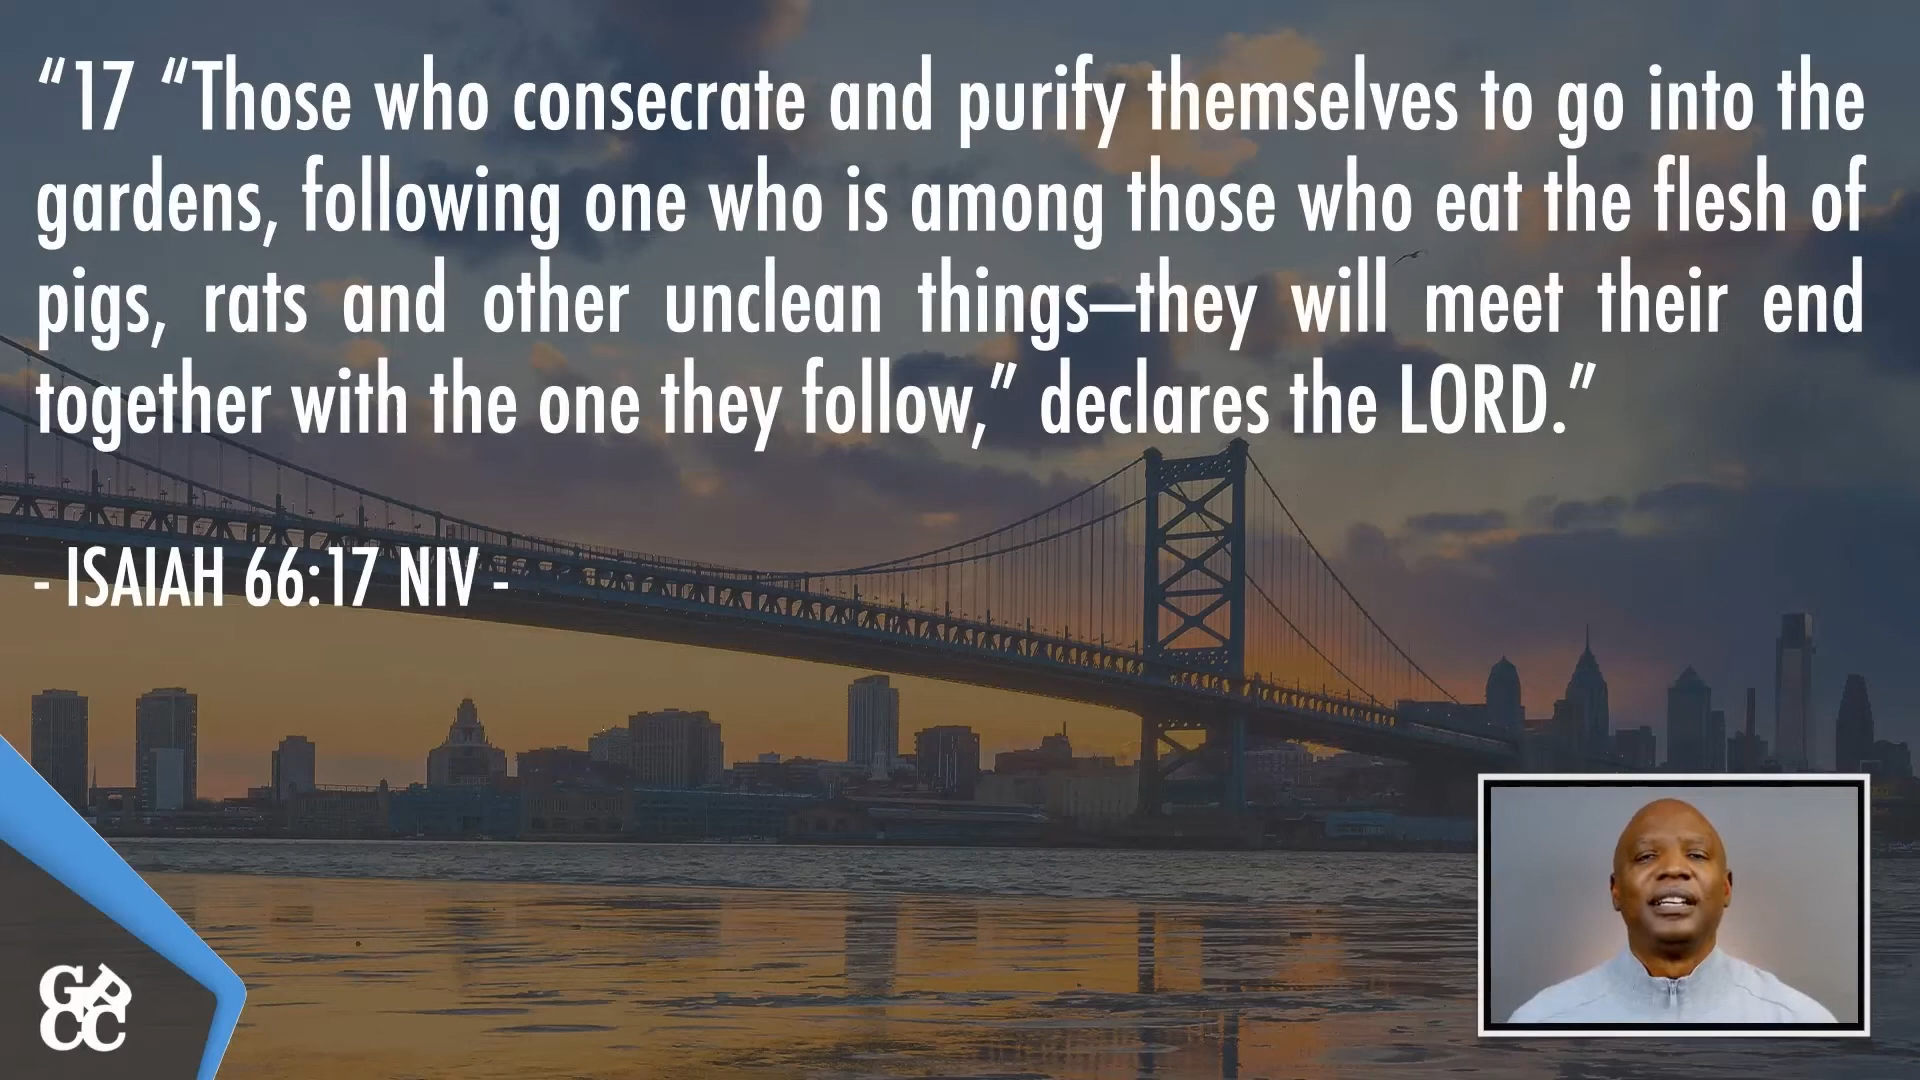 “17 “Those who consecrate and purify themselves to go into the
gardens, following one who is among those who eat the flesh of
pigs, rats and other unclean things—they will meet their end
together with the one they follow,” declares the LORD.”
- ISAIAH 66:17 NIV -
GRACC